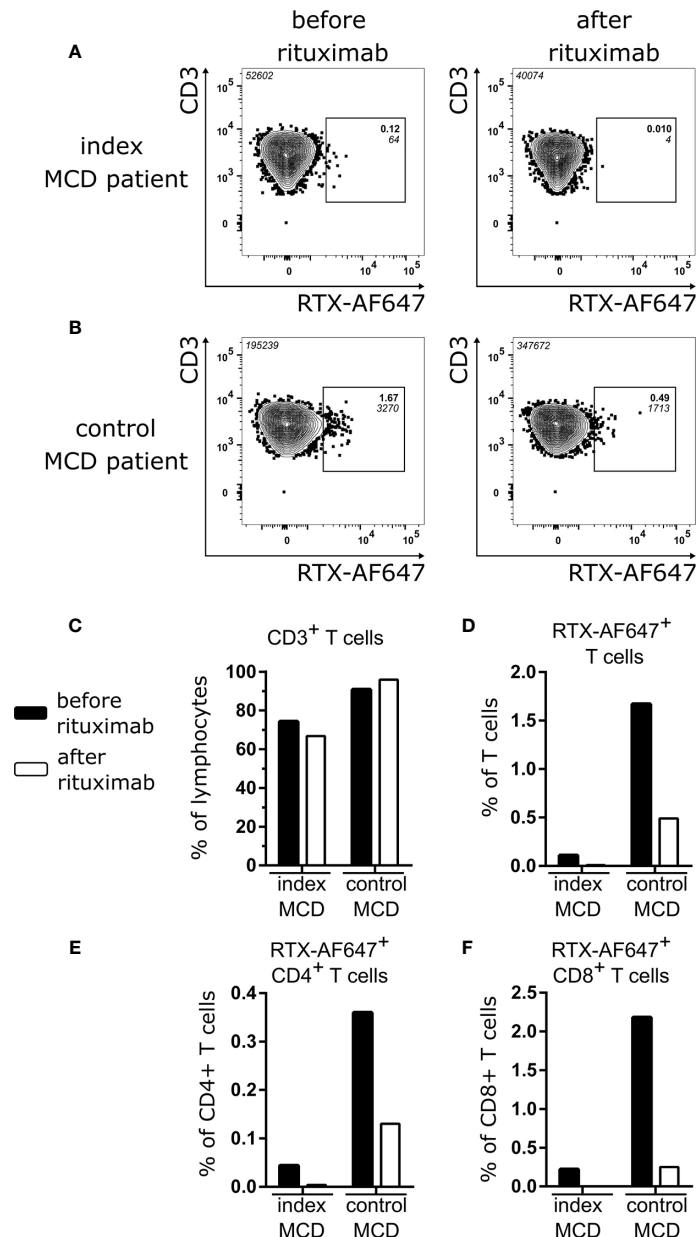 before
rituximab
after
rituximab
A
index
MCD patient
CD3
52602
10^5
10^4
10^3
0
0.12
64
0
10^4
10^5
RTX-AF647
CD3
40074
10^5
10^4
10^3
0
0.010
4
0
10^4
10^5
RTX-AF647
B
control
MCD patient
CD3
195239
10^5
10^4
10^3
0
1.67
3270
0
10^4
10^5
RTX-AF647
CD3
347672
10^5
10^4
10^3
0
0.49
1713
0
10^4
10^5
RTX-AF647
before
rituximab
after
rituximab
C
CD3+ T cells
% of lymphocytes
100
80
60
40
20
0
index
MCD
control
MCD
D
RTX-AF647+
T cells
% of T cells
2.0
1.5
1.0
0.5
0.0
index
MCD
control
MCD
E
RTX-AF647+
CD4+ T cells
% of CD4+ T cells
0.4
0.3
0.2
0.1
0.0
index
MCD
control
MCD
F
RTX-AF647+
CD8+ T cells
% of CD8+ T cells
2.5
2.0
1.5
1.0
0.5
0.0
index
MCD
control
MCD